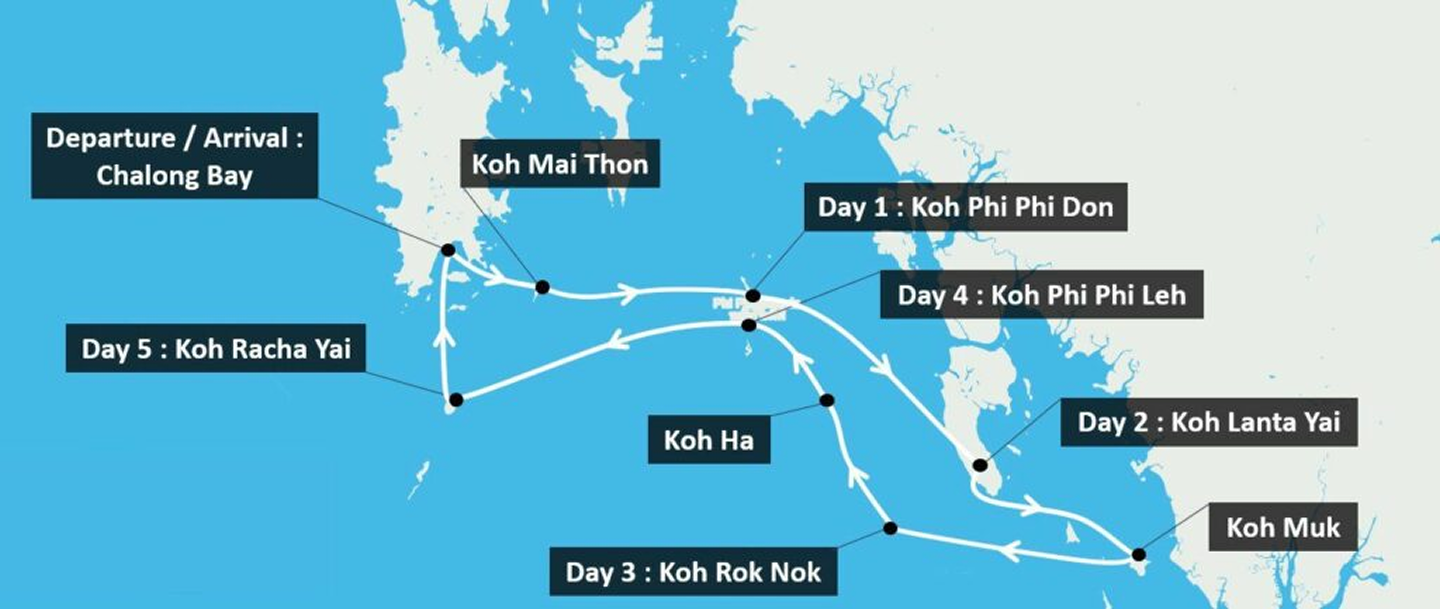 Departure / Arrival :
Chalong Bay
Koh Mai Thon
Day 1 : Koh Phi Phi Don
Day 4 : Koh Phi Phi Leh
Day 5 : Koh Racha Yai
Koh Ha
Day 2 : Koh Lanta Yai
Koh Muk
Day 3 : Koh Rok Nok